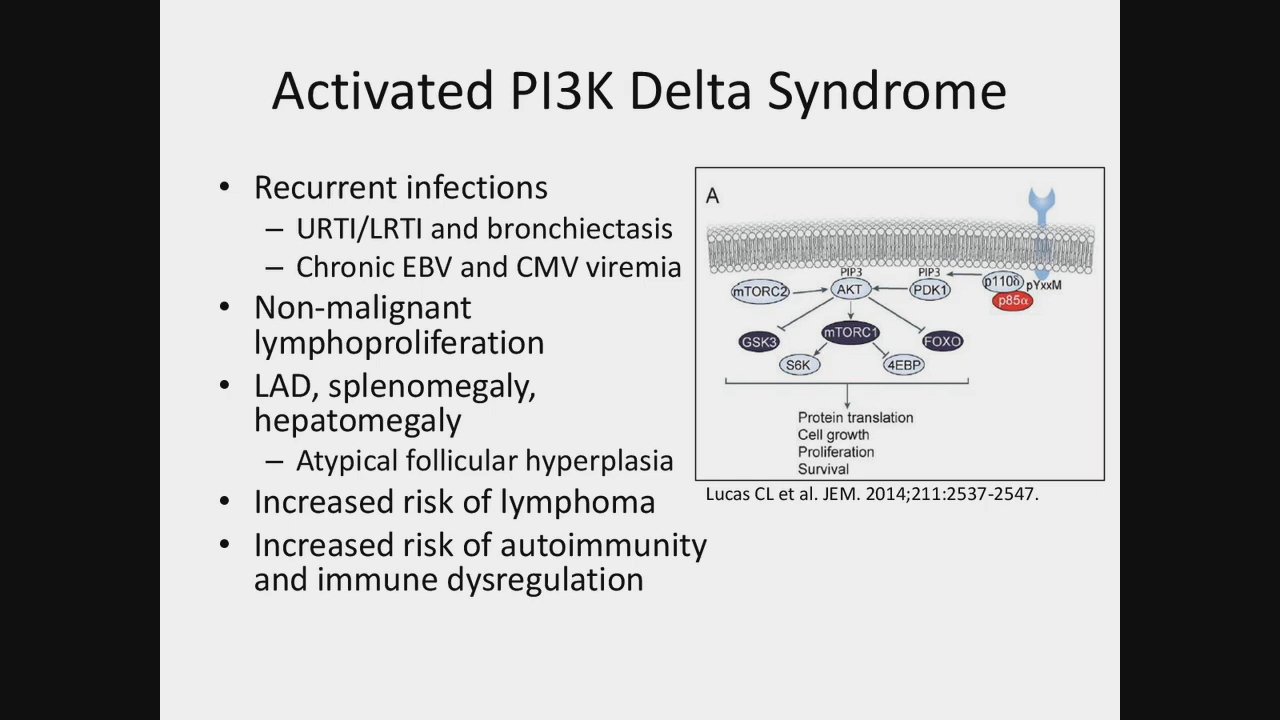 Activated PI3K Delta Syndrome
• Recurrent infections
– URTI/LRTI and bronchiectasis
– Chronic EBV and CMV viremia
• Non-malignant
lymphoproliferation
• LAD, splenomegaly,
hepatomegaly
– Atypical follicular hyperplasia
• Increased risk of lymphoma
• Increased risk of autoimmunity
and immune dysregulation
A
PIP3 PIP3
mTORC2 AKT PDK1 p110δ pYxxM
p85α
GSK3 mTORC1 FOXO
S6K 4EBP
Protein translation
Cell growth
Proliferation
Survival
Lucas CL et al. JEM. 2014;211:2537-2547.